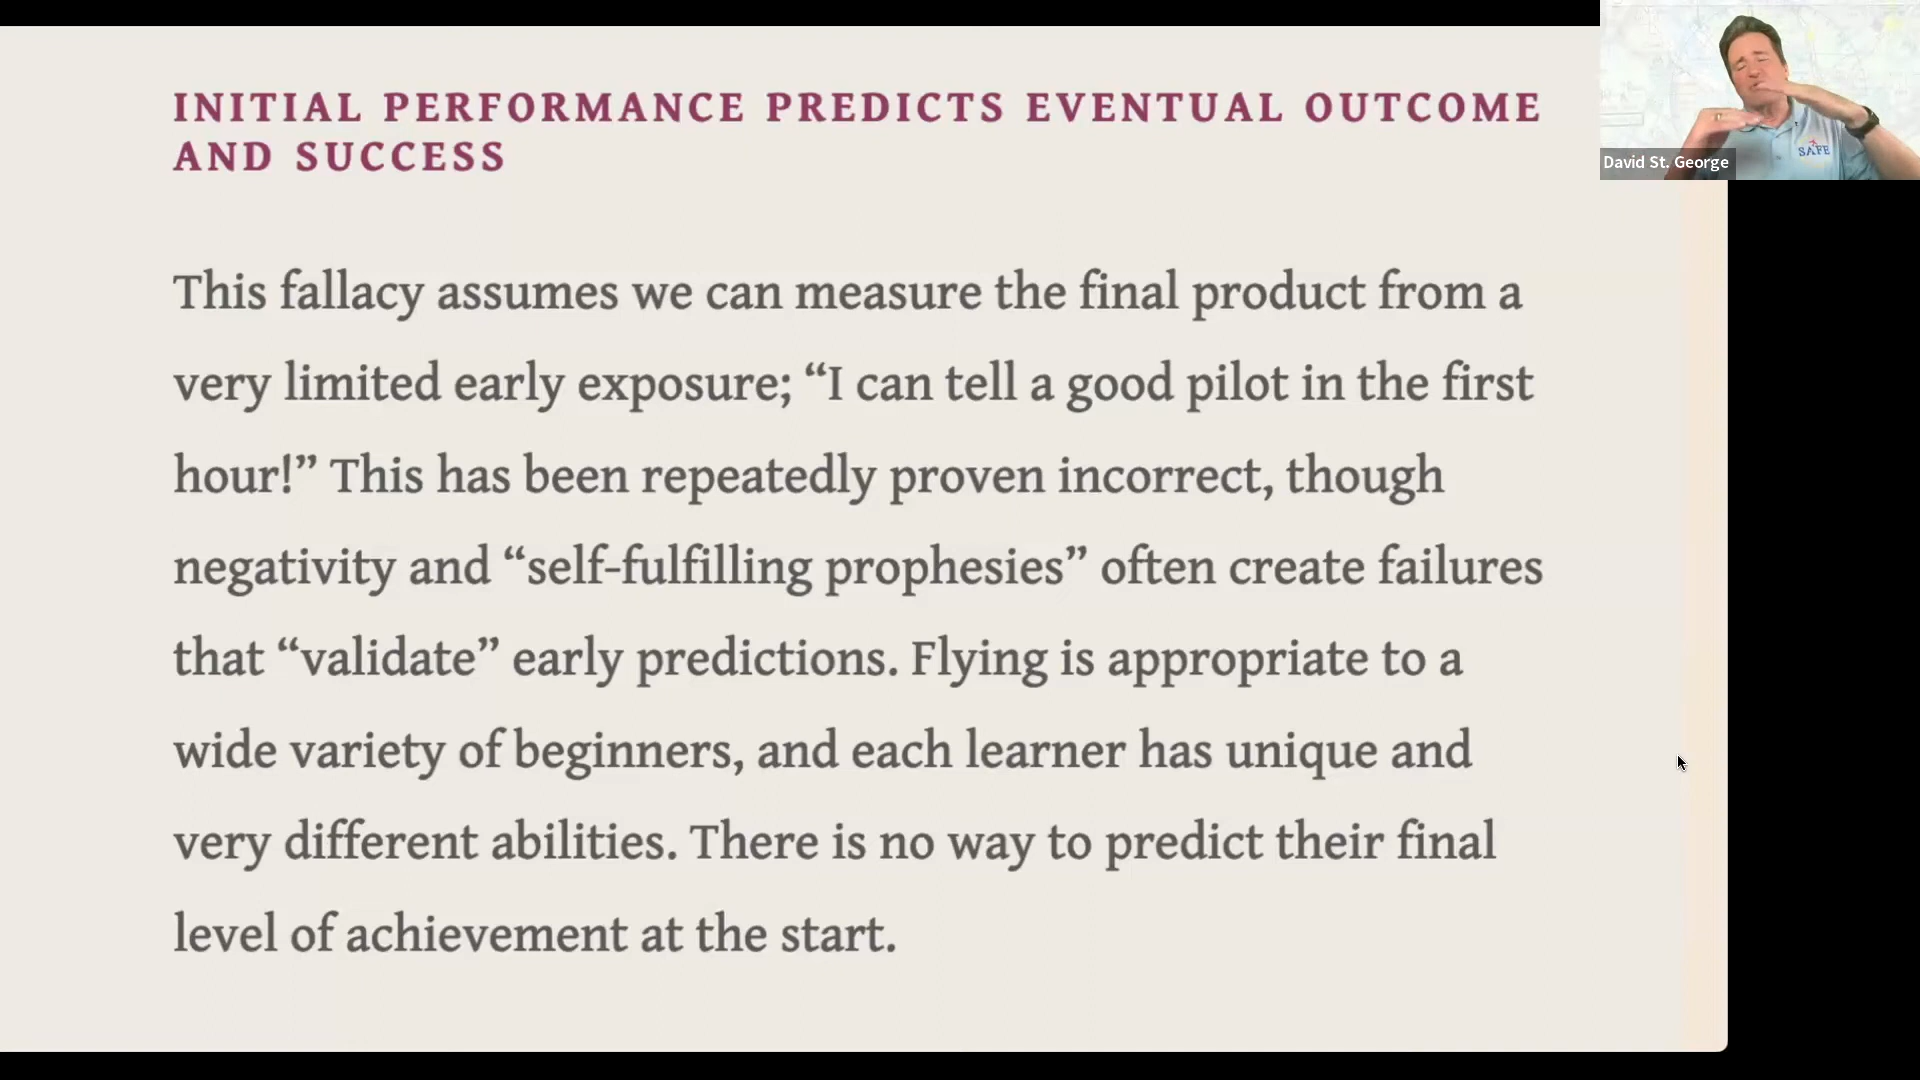 INITIAL PERFORMANCE PREDICTS EVENTUAL OUTCOME
AND SUCCESS
This fallacy assumes we can measure the final product from a
very limited early exposure; “I can tell a good pilot in the first
hour!” This has been repeatedly proven incorrect, though
negativity and “self-fulfilling prophesies” often create failures
that “validate” early predictions. Flying is appropriate to a
wide variety of beginners, and each learner has unique and
very different abilities. There is no way to predict their final
level of achievement at the start.
SAFE
David St. George